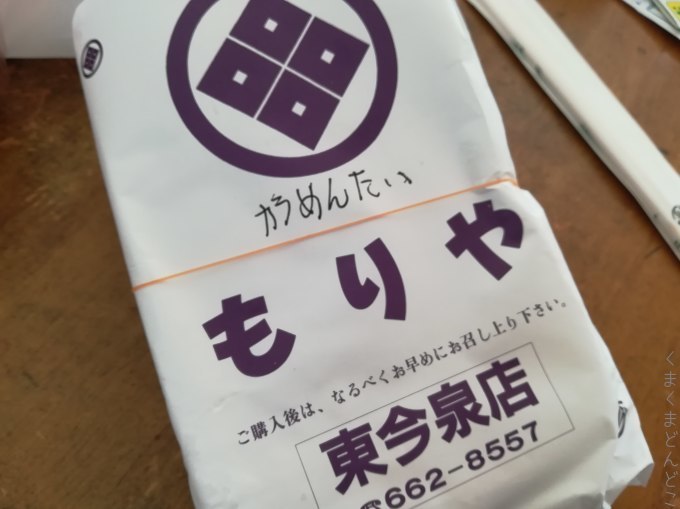 からめんたい
もりや
ご購入後は、なるべくお早めにお召し上り下さい。
東今泉店
☎662-8557
くまくまどんどこ